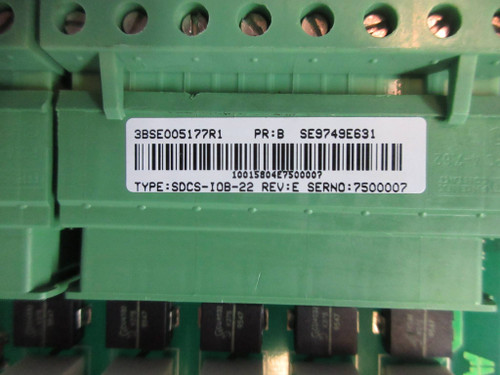 3BSE005177R1 PR:B SE9749E631
10015804E7500007
TYPE:SDCS-IOB-22 REV:E SERNO:7500007